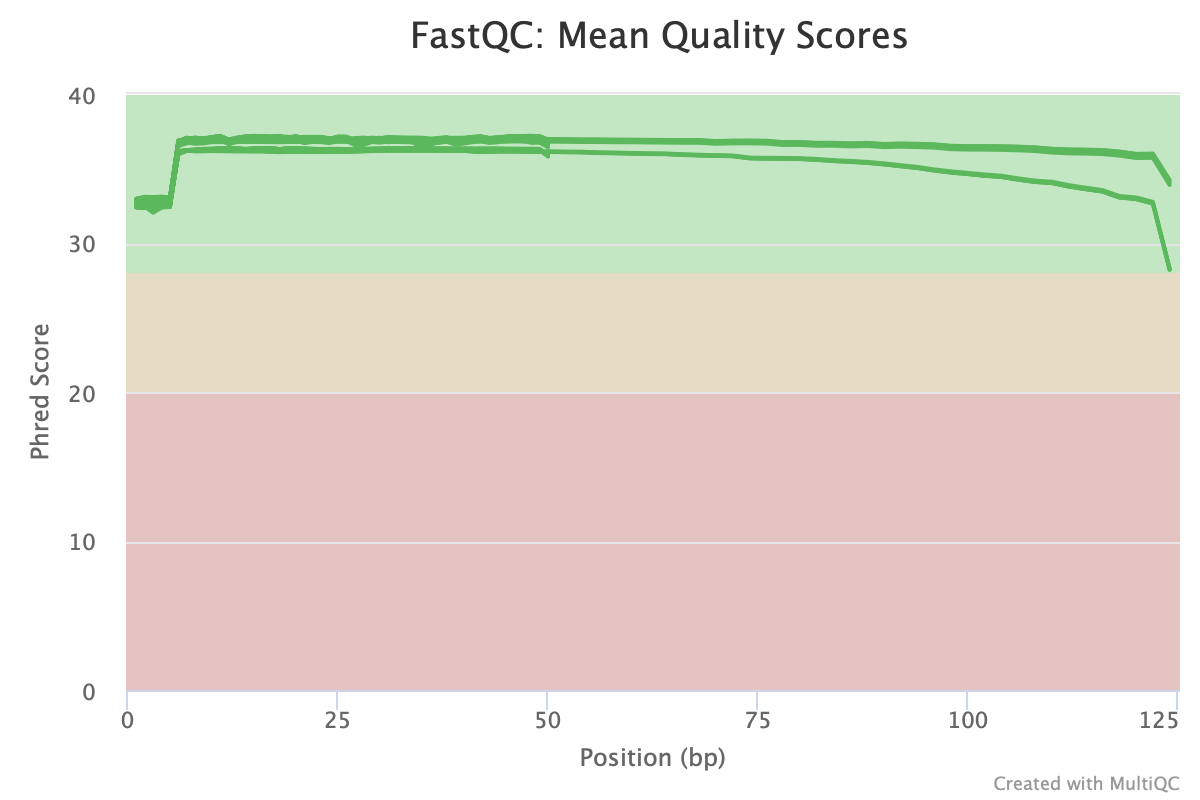 FastQC: Mean Quality Scores
40
30
20
10
0
Phred Score
0 25 50 75 100 125
Position (bp)
Created with MultiQC